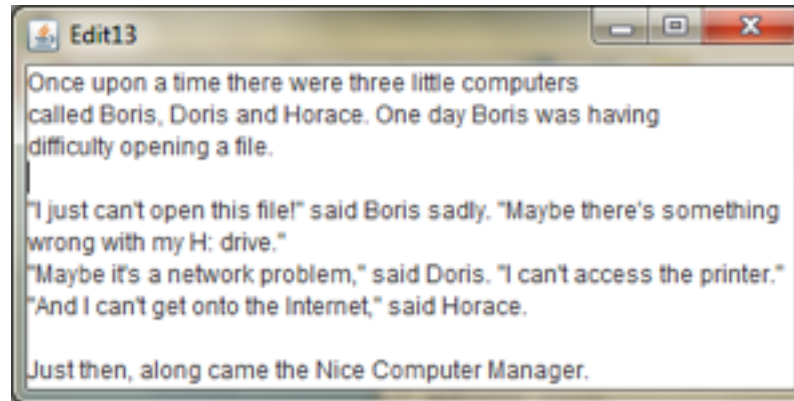 Edit13
Once upon a time there were three little computers
called Boris, Doris and Horace. One day Boris was having
difficulty opening a file.
"I just can't open this file!" said Boris sadly. "Maybe there's something
wrong with my H: drive."
"Maybe it's a network problem," said Doris. "I can't access the printer."
"And I can't get onto the Internet," said Horace.
Just then, along came the Nice Computer Manager.